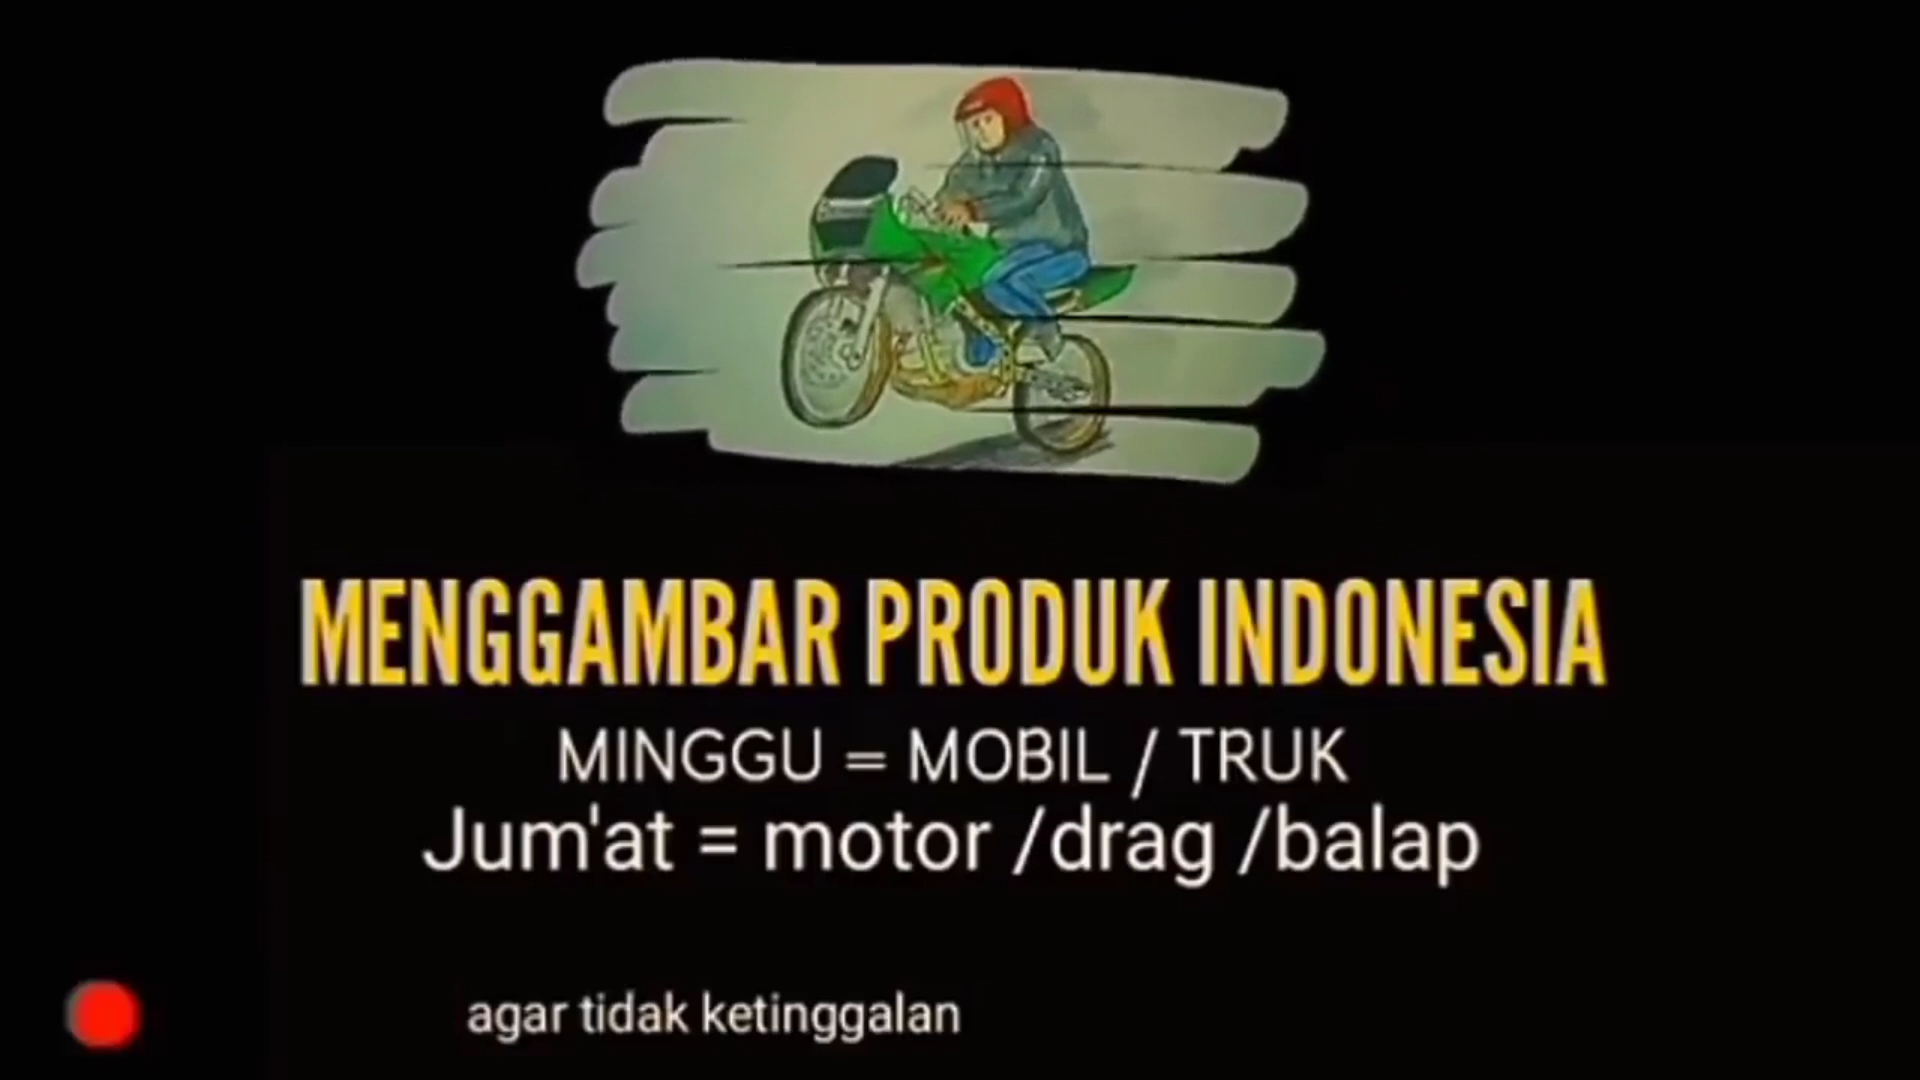 MENGGAMBAR PRODUK INDONESIA
MINGGU = MOBIL / TRUK
Jum'at = motor /drag /balap
agar tidak ketinggalan